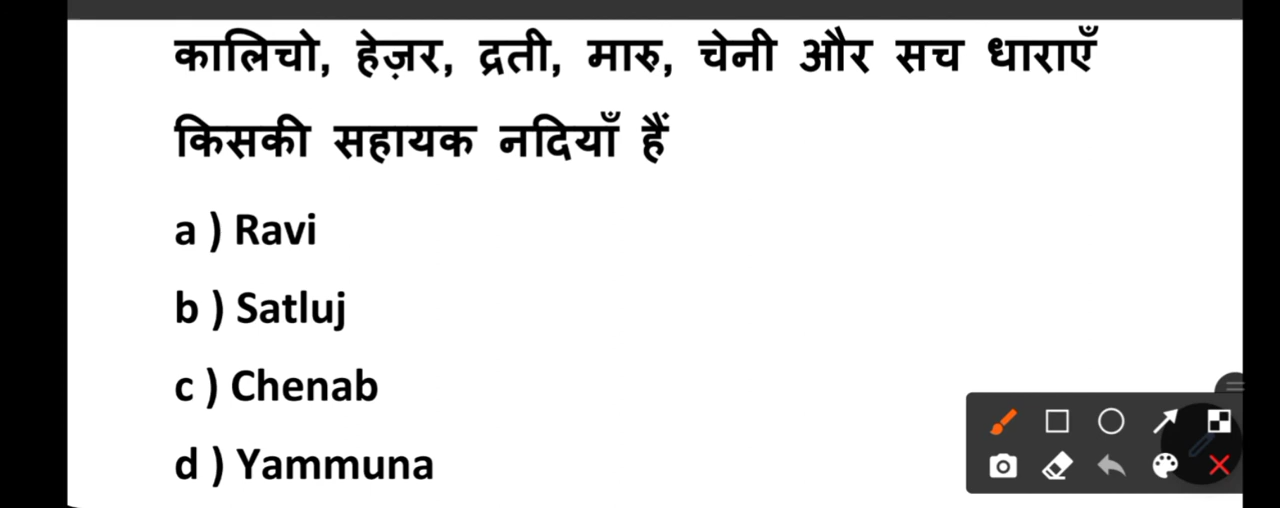 कालिचो, हेज़र, द्रती, मारु, चेनी और सच धाराएँ
किसकी सहायक नदियाँ हैं
a ) Ravi
b ) Satluj
c ) Chenab
d ) Yammuna